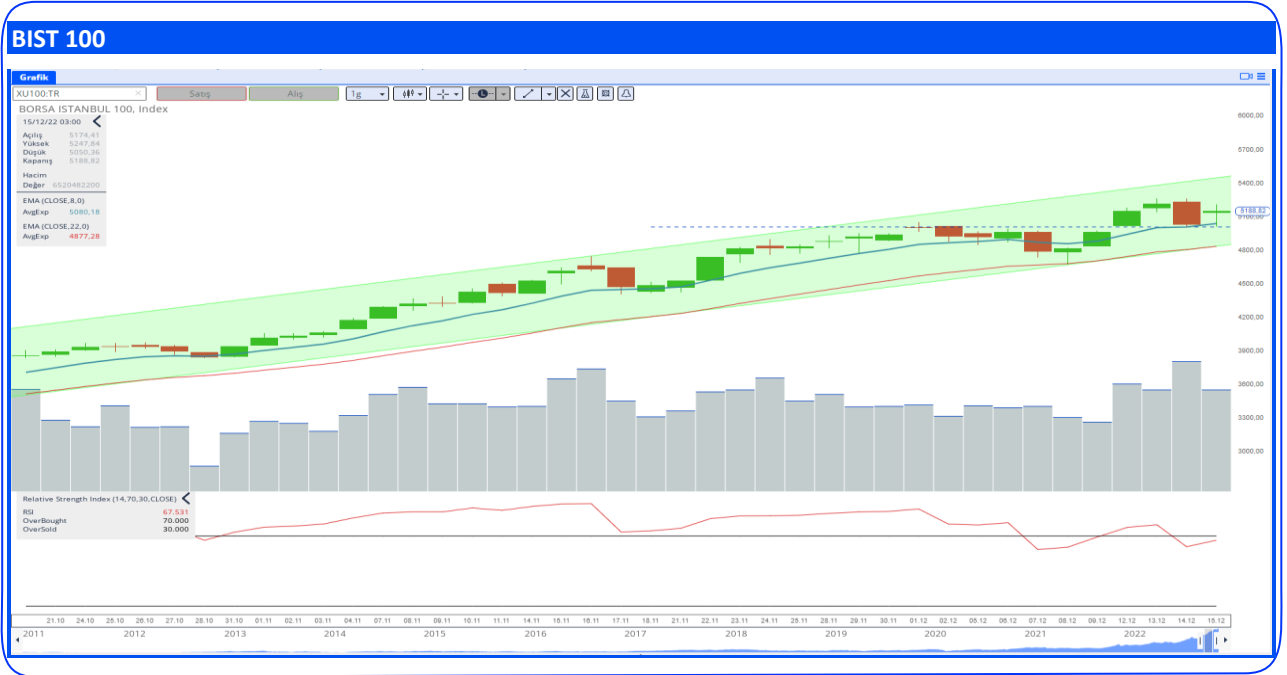 BIST 100
Grafik
XU100:TR
Satış
Alış
1g
L
BORSA ISTANBUL 100, Index
15/12/22 03:00
Açılış 5174,41
Yüksek 5247,84
Düşük 5050,36
Kapanış 5188,82
Hacim
Değer 6520482200
EMA (CLOSE,8,0)
AvgExp 5080,18
EMA (CLOSE,22,0)
AvgExp 4877,28
6000,00
5700,00
5400,00
5188.82
5100,00
4800,00
4500,00
4200,00
3900,00
3600,00
3300,00
3000,00
Relative Strength Index (14,70,30,CLOSE)
RSI 67.531
OverBought 70.000
OverSold 30.000
21.10 24.10 25.10 26.10 27.10 28.10 31.10 01.11 02.11 03.11 04.11 07.11 08.11 09.11 10.11 11.11 14.11 15.11 16.11 17.11 18.11 21.11 22.11 23.11 24.11 25.11 28.11 29.11 30.11 01.12 02.12 05.12 06.12 07.12 08.12 09.12 12.12 13.12 14.12 15.12
2011 2012 2013 2014 2015 2016 2017 2018 2019 2020 2021 2022